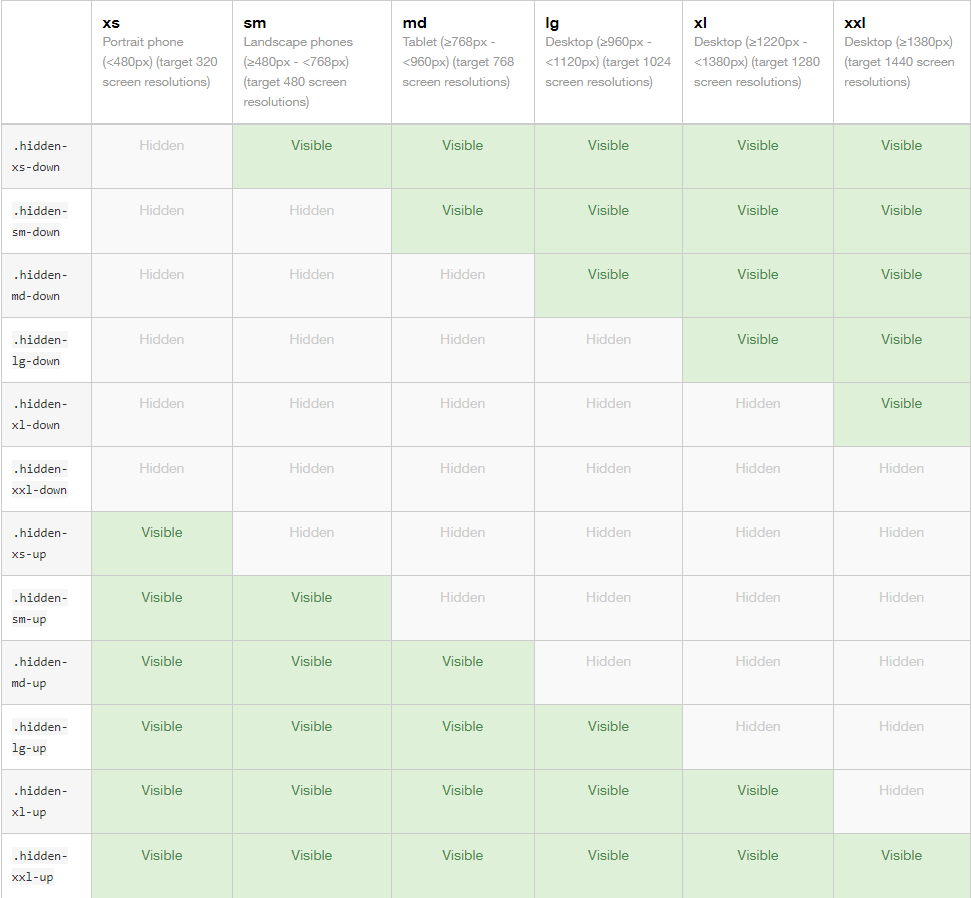 xs sm md lg xl xxl
Portrait phone Landscape phones Tablet (≥768px - Desktop (≥960px - Desktop (≥1220px - Desktop (≥1380px)
(<480px) (target 320 (≥480px - <768px) <960px) (target 768 <1120px) (target 1024 <1380px) (target 1280 (target 1440 screen
screen resolutions) (target 480 screen screen resolutions) screen resolutions) screen resolutions) resolutions)
resolutions)
.hidden- Hidden Visible Visible Visible Visible Visible
xs-down
.hidden- Hidden Hidden Visible Visible Visible Visible
sm-down
.hidden- Hidden Hidden Hidden Visible Visible Visible
md-down
.hidden- Hidden Hidden Hidden Hidden Visible Visible
lg-down
.hidden- Hidden Hidden Hidden Hidden Hidden Visible
xl-down
.hidden- Hidden Hidden Hidden Hidden Hidden Hidden
xxl-down
.hidden- Visible Hidden Hidden Hidden Hidden Hidden
xs-up
.hidden- Visible Visible Hidden Hidden Hidden Hidden
sm-up
.hidden- Visible Visible Visible Hidden Hidden Hidden
md-up
.hidden- Visible Visible Visible Visible Hidden Hidden
lg-up
.hidden- Visible Visible Visible Visible Visible Hidden
xl-up
.hidden- Visible Visible Visible Visible Visible Visible
xxl-up